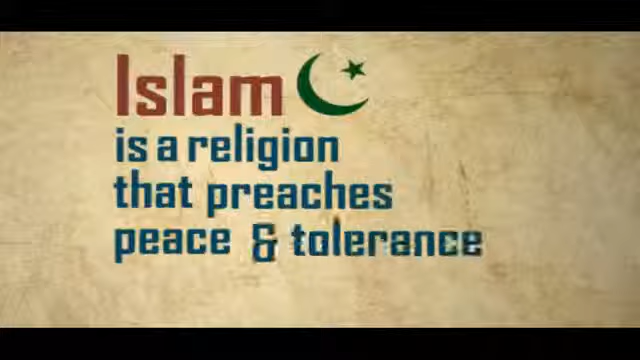 Islam
is a religion
that preaches
peace & tolerance